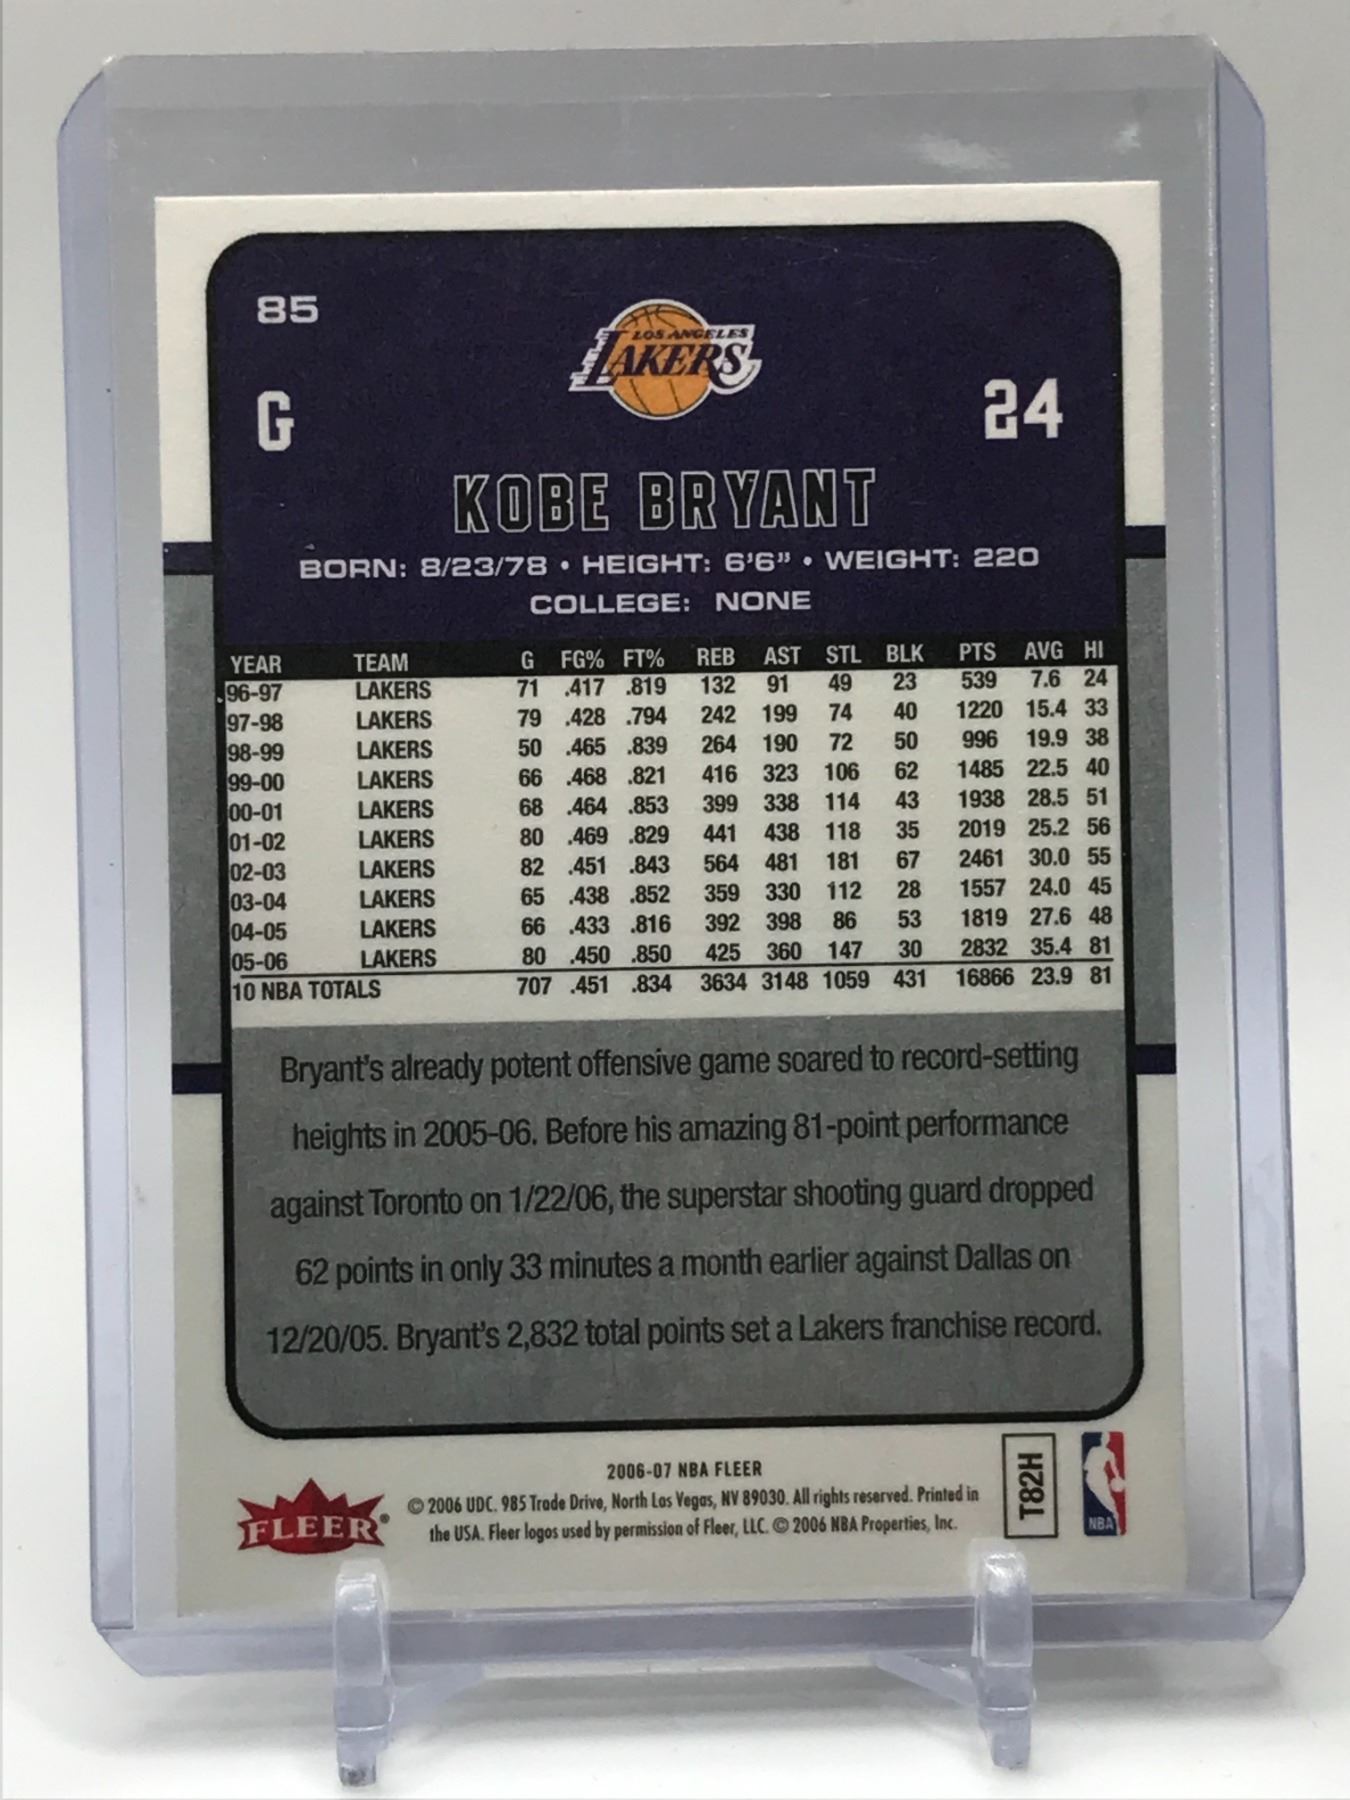 85
LOS ANGELES
LAKERS
G
24
KOBE BRYANT
BORN: 8/23/78 • HEIGHT: 6'6" • WEIGHT: 220
COLLEGE: NONE
YEAR TEAM G FG% FT% REB AST STL BLK PTS AVG HI
96-97 LAKERS 71 .417 .819 132 91 49 23 539 7.6 24
97-98 LAKERS 79 .428 .794 242 199 74 40 1220 15.4 33
98-99 LAKERS 50 .465 .839 264 190 72 50 996 19.9 38
99-00 LAKERS 66 .468 .821 416 323 106 62 1485 22.5 40
00-01 LAKERS 68 .464 .853 399 338 114 43 1938 28.5 51
01-02 LAKERS 80 .469 .829 441 438 118 35 2019 25.2 56
02-03 LAKERS 82 .451 .843 564 481 181 67 2461 30.0 55
03-04 LAKERS 65 .438 .852 359 330 112 28 1557 24.0 45
04-05 LAKERS 66 .433 .816 392 398 86 53 1819 27.6 48
05-06 LAKERS 80 .450 .850 425 360 147 30 2832 35.4 81
10 NBA TOTALS 707 .451 .834 3634 3148 1059 431 16866 23.9 81
Bryant's already potent offensive game soared to record-setting
heights in 2005-06. Before his amazing 81-point performance
against Toronto on 1/22/06, the superstar shooting guard dropped
62 points in only 33 minutes a month earlier against Dallas on
12/20/05. Bryant's 2,832 total points set a Lakers franchise record.
2006-07 NBA FLEER
© 2006 UDC. 985 Trade Drive, North Las Vegas, NV 89030. All rights reserved. Printed in
the USA. Fleer logos used by permission of Fleer, LLC. © 2006 NBA Properties, Inc.
FLEER®
T82H
NBA